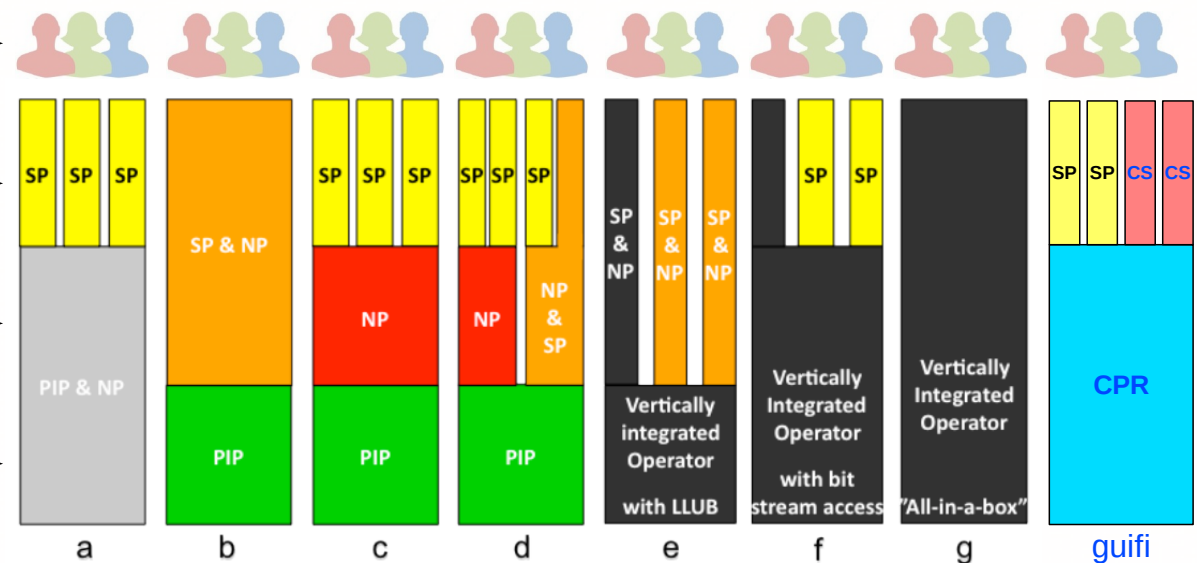 SP SP SP
PIP & NP
a
SP & NP
PIP
b
SP SP SP
NP
PIP
c
SP SP SP
NP
NP
&
SP
PIP
d
SP
&
NP
SP
&
NP
SP
&
NP
Vertically
integrated
Operator
with LLUB
e
SP SP
Vertically
Integrated
Operator
with bit
stream access
f
Vertically
Integrated
Operator
"All-in-a-box"
g
SP SP CS CS
CPR
guifi